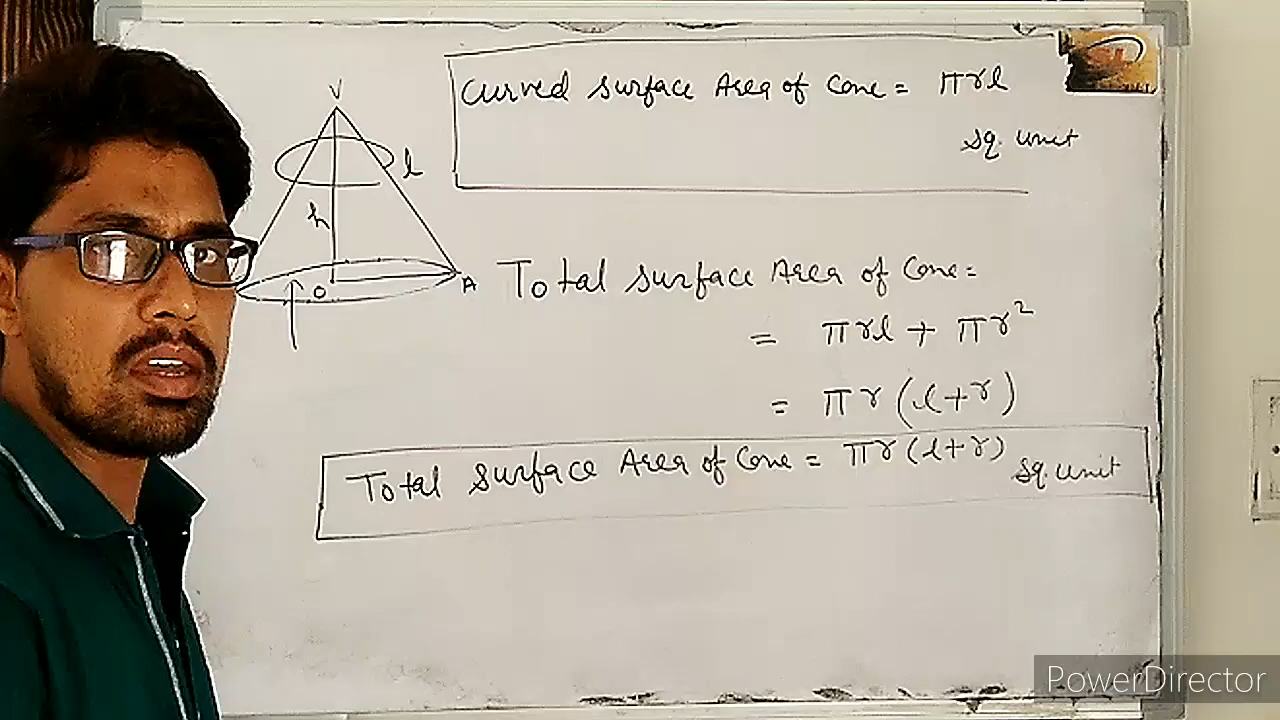 Curved surface Area of Cone = πrl
sq. unit
V
l
h
O
A
Total surface Area of Cone =
= πrl + πr²
= πr (l+r)
Total surface Area of Cone = πr (l+r) sq unit
PowerDirector